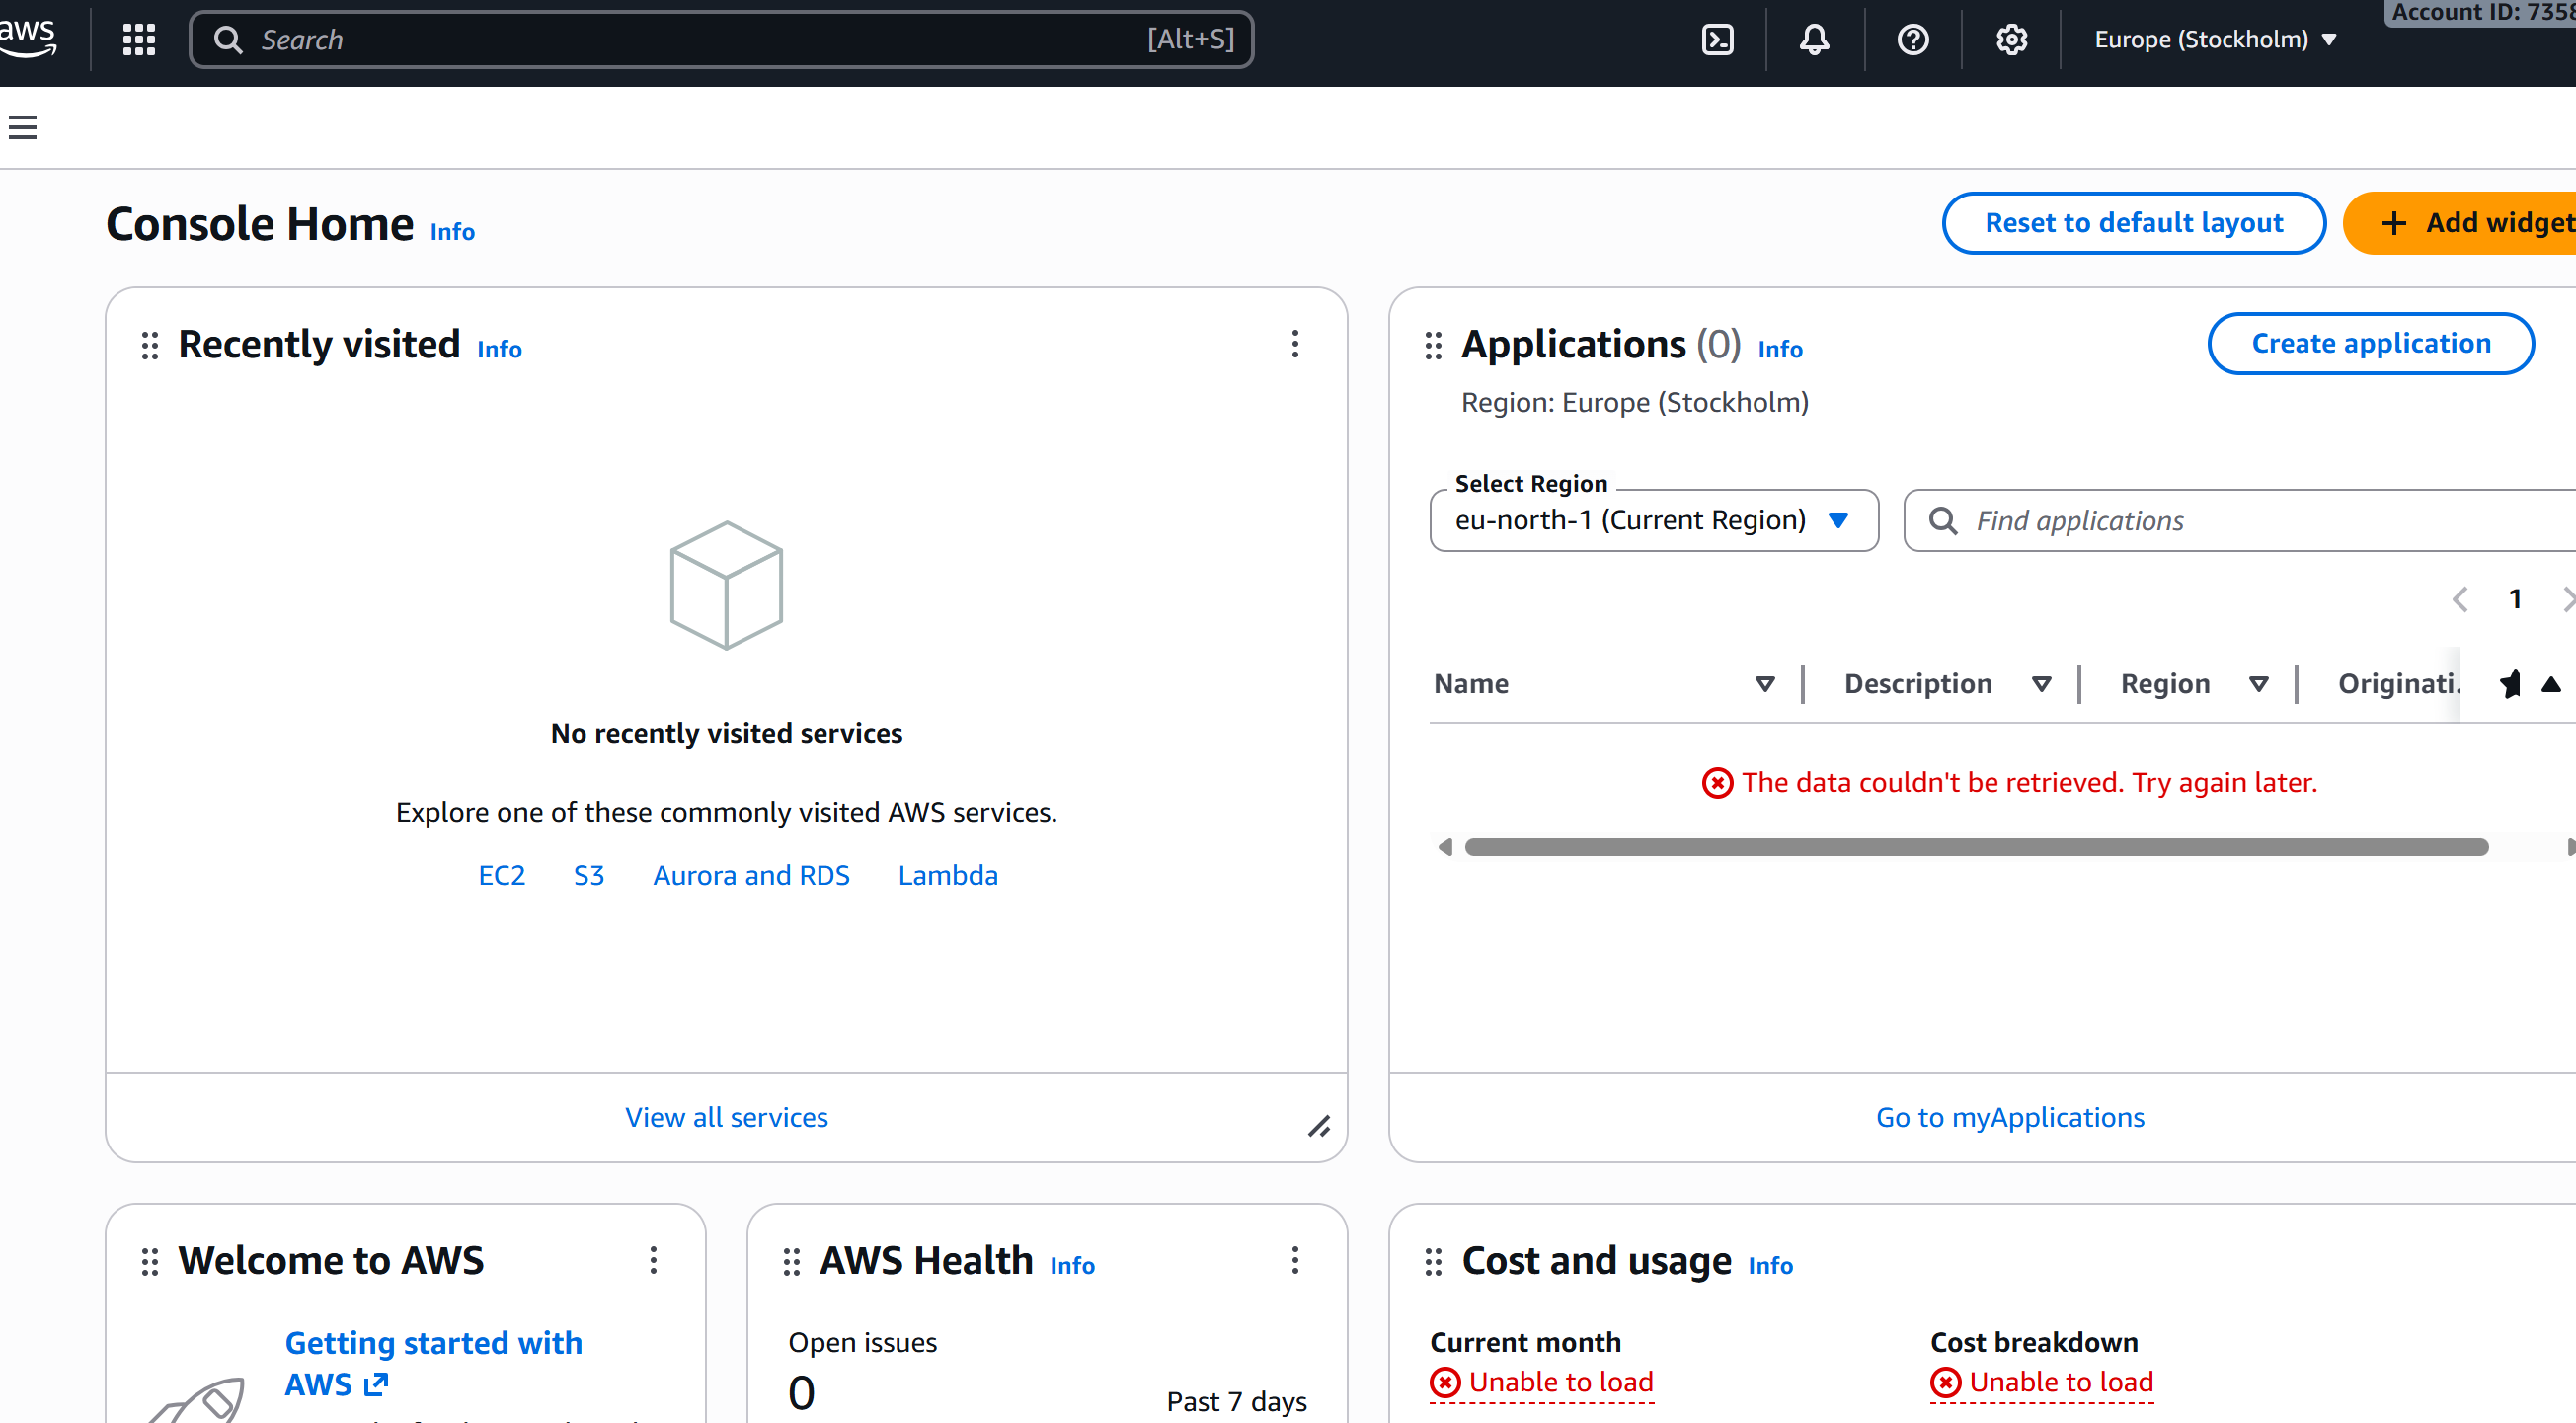 aws
Search [Alt+S]
Account ID: 7358
Europe (Stockholm)
Console Home Info
Reset to default layout
Add widget
Recently visited Info
No recently visited services
Explore one of these commonly visited AWS services.
EC2 S3 Aurora and RDS Lambda
View all services
Applications (0) Info
Create application
Region: Europe (Stockholm)
Select Region
eu-north-1 (Current Region)
Find applications
1
Name Description Region Originati.
The data couldn't be retrieved. Try again later.
Go to myApplications
Welcome to AWS
Getting started with
AWS
AWS Health Info
Open issues
0
Past 7 days
Cost and usage Info
Current month
Unable to load
Cost breakdown
Unable to load